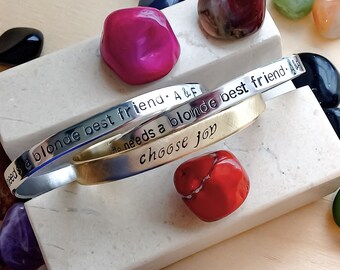 blonde best friend · A & F
needs a blonde best friend ·
choose joy